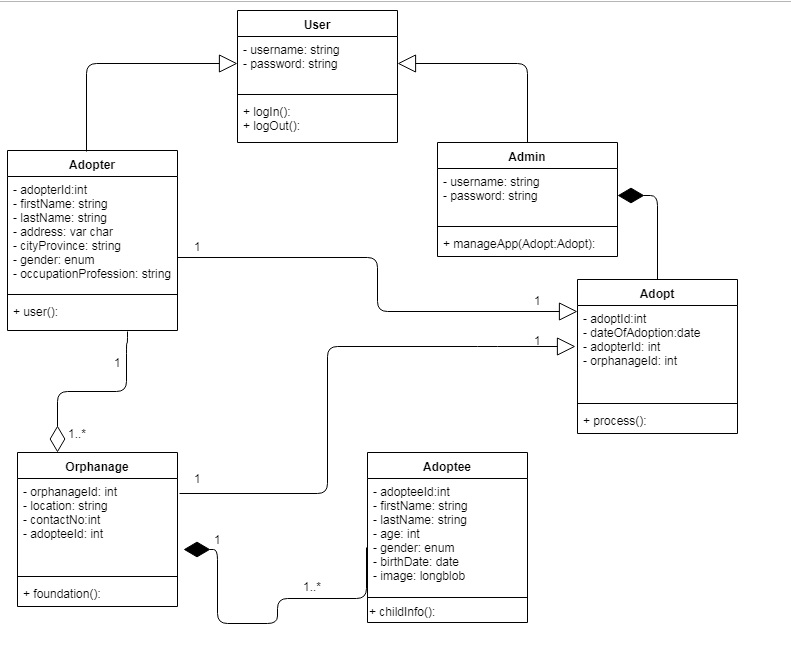 User
- username: string
- password: string
+ logIn():
+ logOut():
Admin
- username: string
- password: string
+ manageApp(Adopt:Adopt):
Adopter
- adopterId:int
- firstName: string
- lastName: string
- address: var char
- cityProvince: string
- gender: enum
- occupationProfession: string
+ user():
1
1
1
Adopt
- adoptId:int
- dateOfAdoption:date
- adopterId: int
- orphanageId: int
+ process():
1
1..*
Orphanage
- orphanageId: int
- location: string
- contactNo:int
- adopteeId: int
+ foundation():
1
1
1..*
Adoptee
- adopteeId:int
- firstName: string
- lastName: string
- age: int
- gender: enum
- birthDate: date
- image: longblob
+ childInfo():